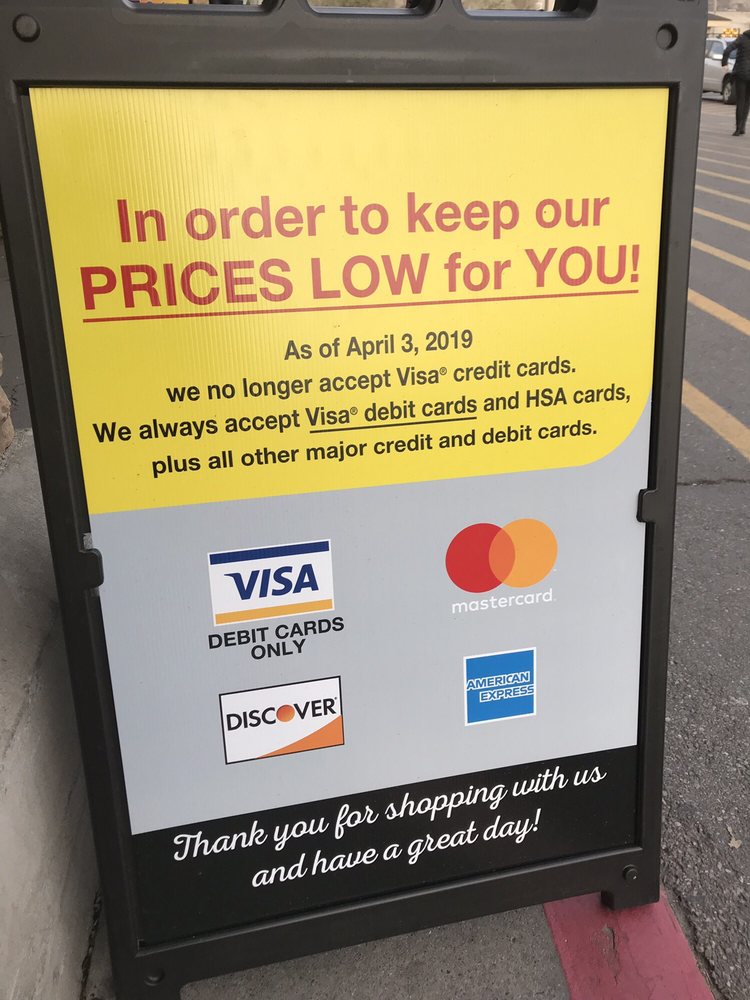 In order to keep our
PRICES LOW for YOU!
As of April 3, 2019
we no longer accept Visa® credit cards.
We always accept Visa® debit cards and HSA cards,
plus all other major credit and debit cards.
VISA
DEBIT CARDS
ONLY
mastercard.
DISCOVER
AMERICAN
EXPRESS
Thank you for shopping with us
and have a great day!